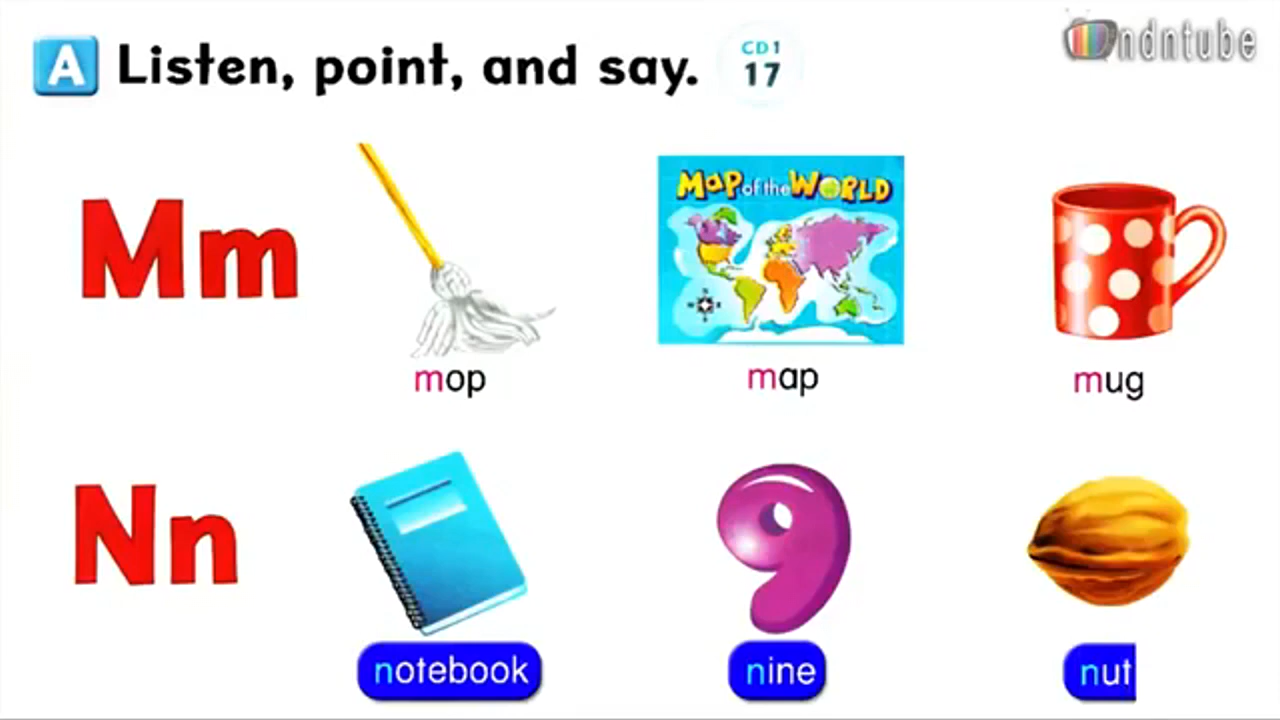 A Listen, point, and say. CD1 17
ndntube
MaP of the WORLD
Mm
mop
map
mug
Nn
9
notebook
nine
nut